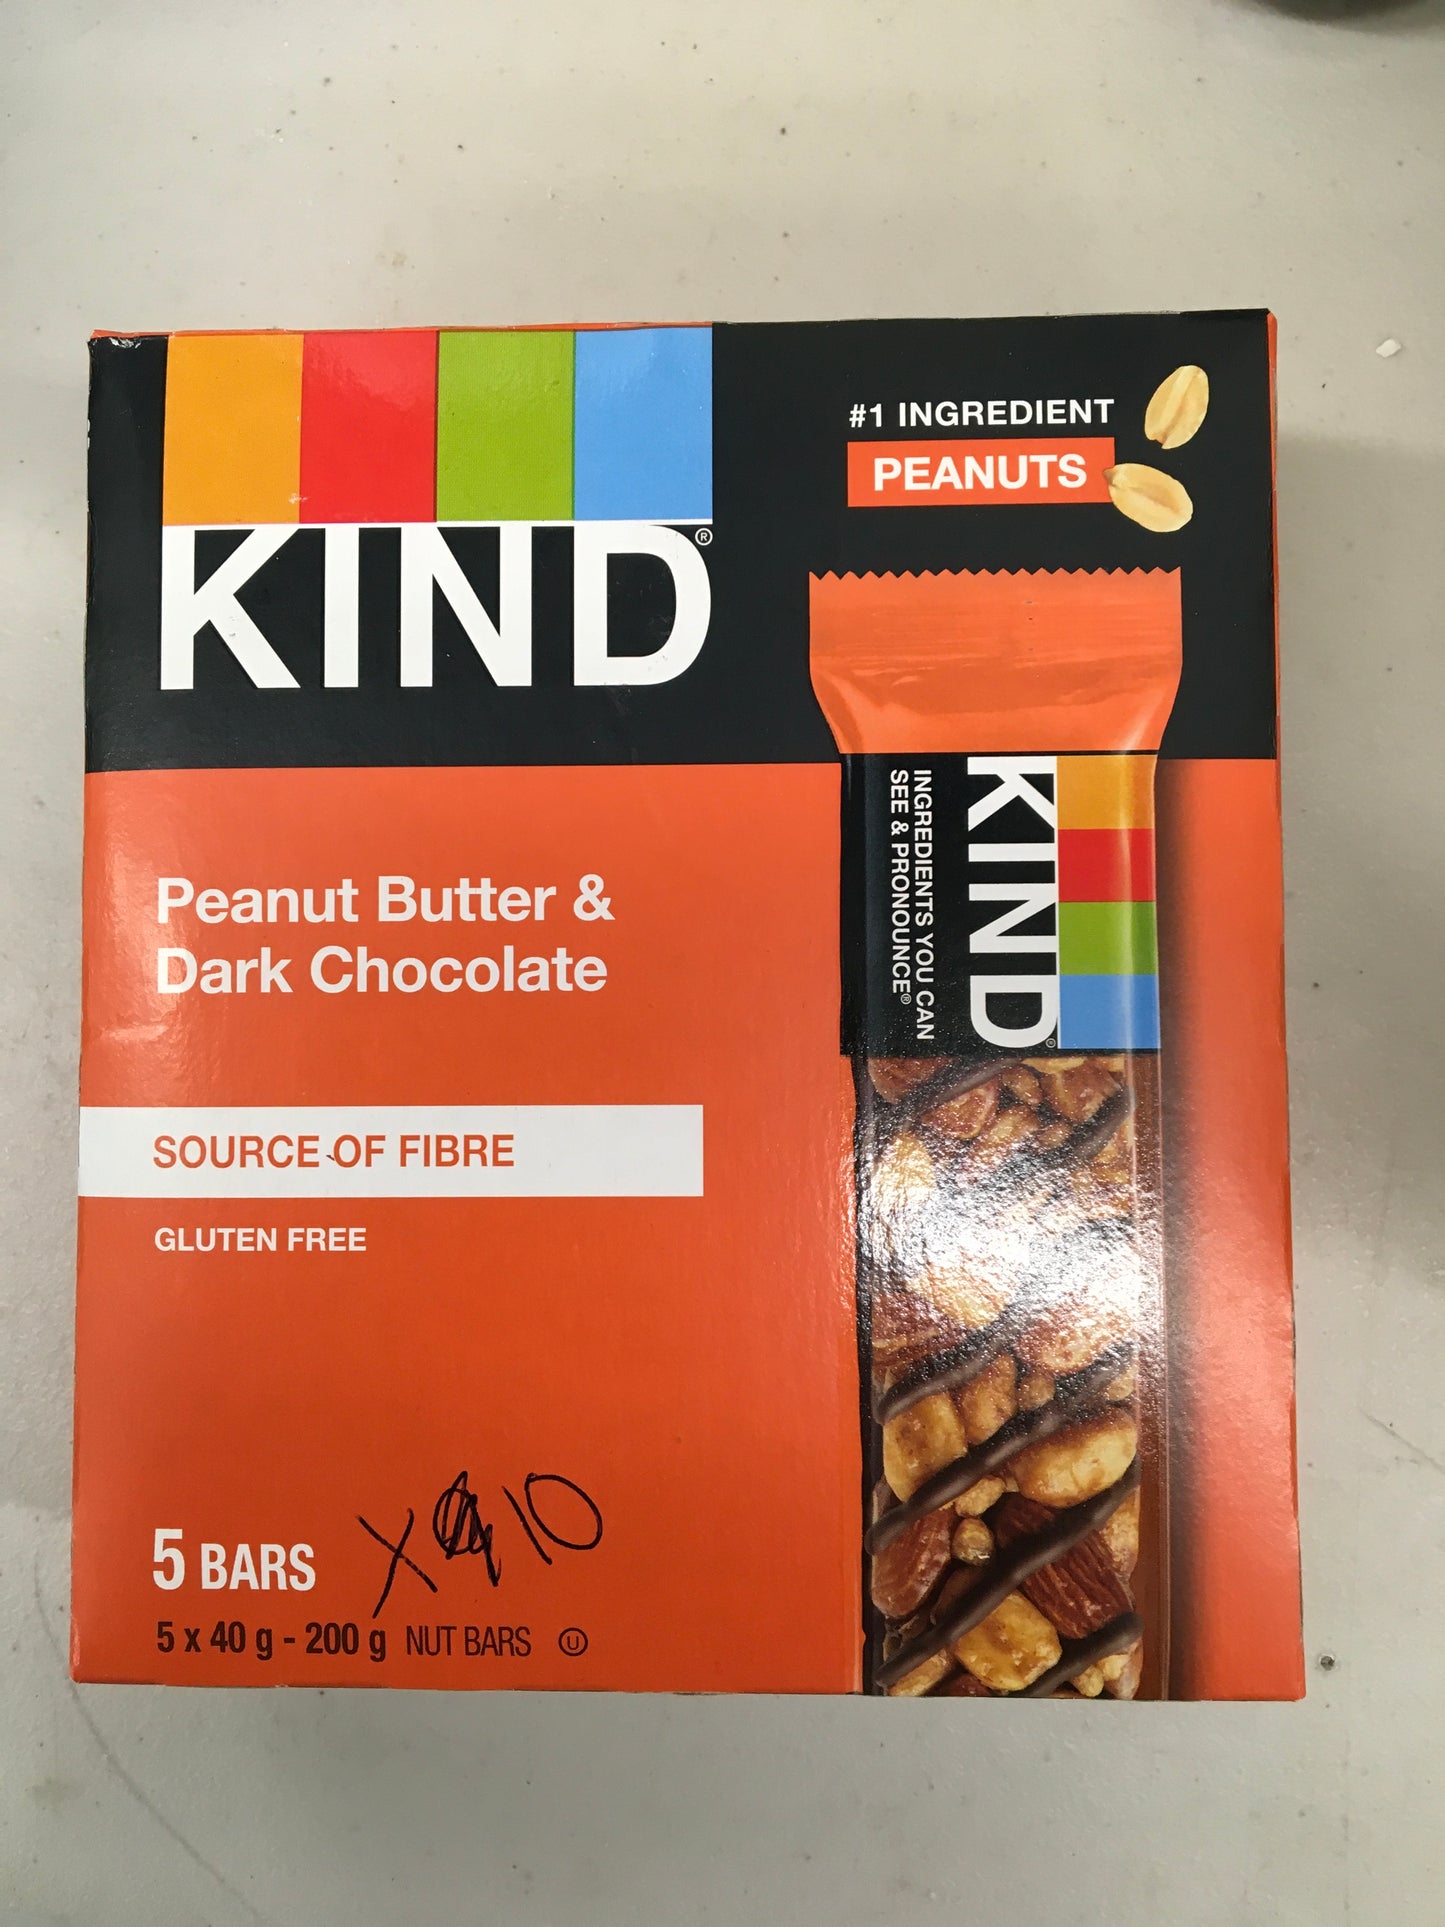 KIND®
#1 INGREDIENT
PEANUTS
KIND®
INGREDIENTS YOU CAN
SEE & PRONOUNCE®
Peanut Butter &
Dark Chocolate
SOURCE OF FIBRE
GLUTEN FREE
5 BARS X 10
5 x 40 g - 200 g NUT BARS U